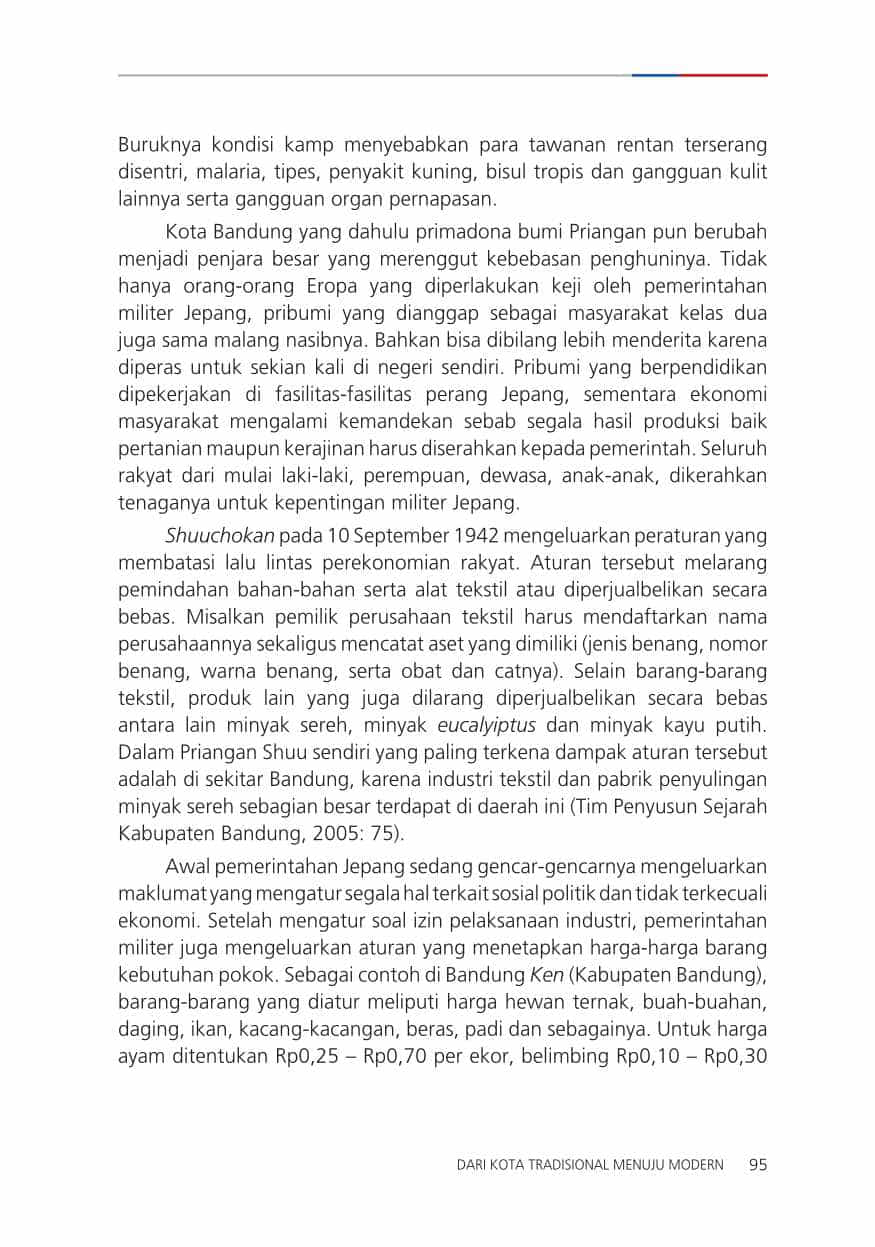 Buruknya kondisi kamp menyebabkan para tawanan rentan terserang
disentri, malaria, tipes, penyakit kuning, bisul tropis dan gangguan kulit
lainnya serta gangguan organ pernapasan.
Kota Bandung yang dahulu primadona bumi Priangan pun berubah
menjadi penjara besar yang merenggut kebebasan penghuninya. Tidak
hanya orang-orang Eropa yang diperlakukan keji oleh pemerintahan
militer Jepang, pribumi yang dianggap sebagai masyarakat kelas dua
juga sama malang nasibnya. Bahkan bisa dibilang lebih menderita karena
diperas untuk sekian kali di negeri sendiri. Pribumi yang berpendidikan
dipekerjakan di fasilitas-fasilitas perang Jepang, sementara ekonomi
masyarakat mengalami kemandekan sebab segala hasil produksi baik
pertanian maupun kerajinan harus diserahkan kepada pemerintah. Seluruh
rakyat dari mulai laki-laki, perempuan, dewasa, anak-anak, dikerahkan
tenaganya untuk kepentingan militer Jepang.
Shuuchokan pada 10 September 1942 mengeluarkan peraturan yang
membatasi lalu lintas perekonomian rakyat. Aturan tersebut melarang
pemindahan bahan-bahan serta alat tekstil atau diperjualbelikan secara
bebas. Misalkan pemilik perusahaan tekstil harus mendaftarkan nama
perusahaannya sekaligus mencatat aset yang dimiliki (jenis benang, nomor
benang, warna benang, serta obat dan catnya). Selain barang-barang
tekstil, produk lain yang juga dilarang diperjualbelikan secara bebas
antara lain minyak sereh, minyak eucalyiptus dan minyak kayu putih.
Dalam Priangan Shuu sendiri yang paling terkena dampak aturan tersebut
adalah di sekitar Bandung, karena industri tekstil dan pabrik penyulingan
minyak sereh sebagian besar terdapat di daerah ini (Tim Penyusun Sejarah
Kabupaten Bandung, 2005: 75).
Awal pemerintahan Jepang sedang gencar-gencarnya mengeluarkan
maklumat yang mengatur segala hal terkait sosial politik dan tidak terkecuali
ekonomi. Setelah mengatur soal izin pelaksanaan industri, pemerintahan
militer juga mengeluarkan aturan yang menetapkan harga-harga barang
kebutuhan pokok. Sebagai contoh di Bandung Ken (Kabupaten Bandung),
barang-barang yang diatur meliputi harga hewan ternak, buah-buahan,
daging, ikan, kacang-kacangan, beras, padi dan sebagainya. Untuk harga
ayam ditentukan Rp0,25 – Rp0,70 per ekor, belimbing Rp0,10 – Rp0,30
DARI KOTA TRADISIONAL MENUJU MODERN 95